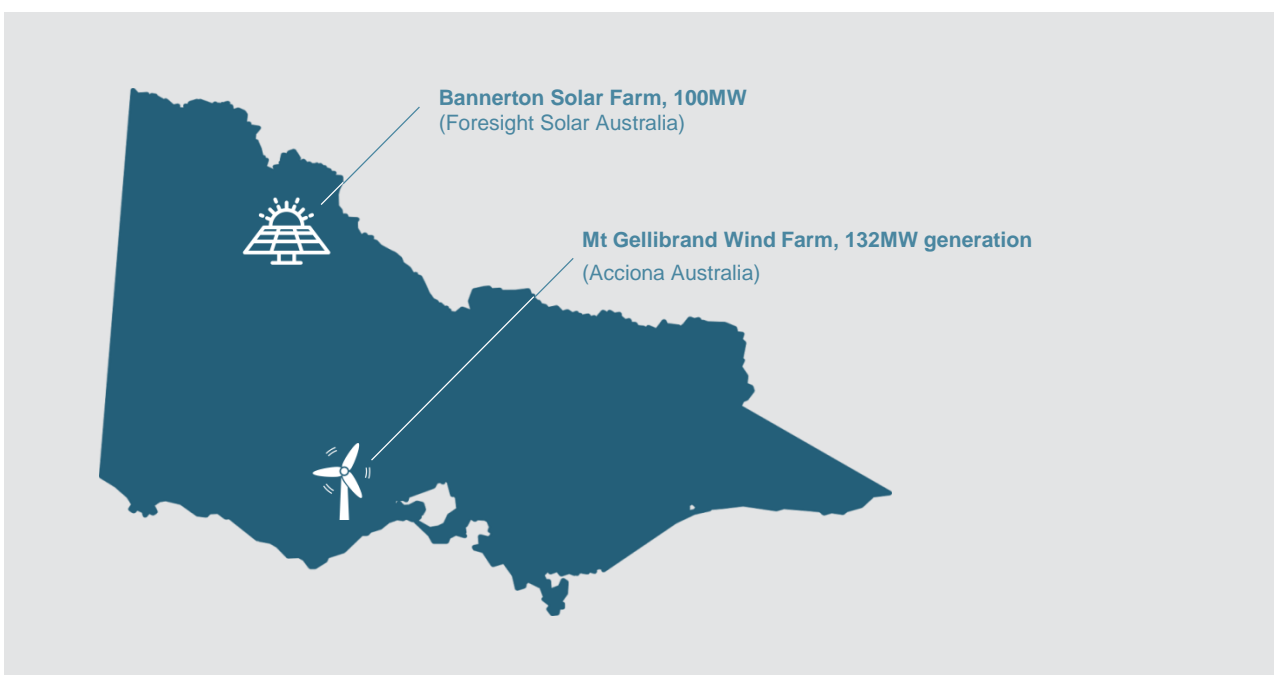 Bannerton Solar Farm, 100MW
(Foresight Solar Australia)
Mt Gellibrand Wind Farm, 132MW generation
(Acciona Australia)